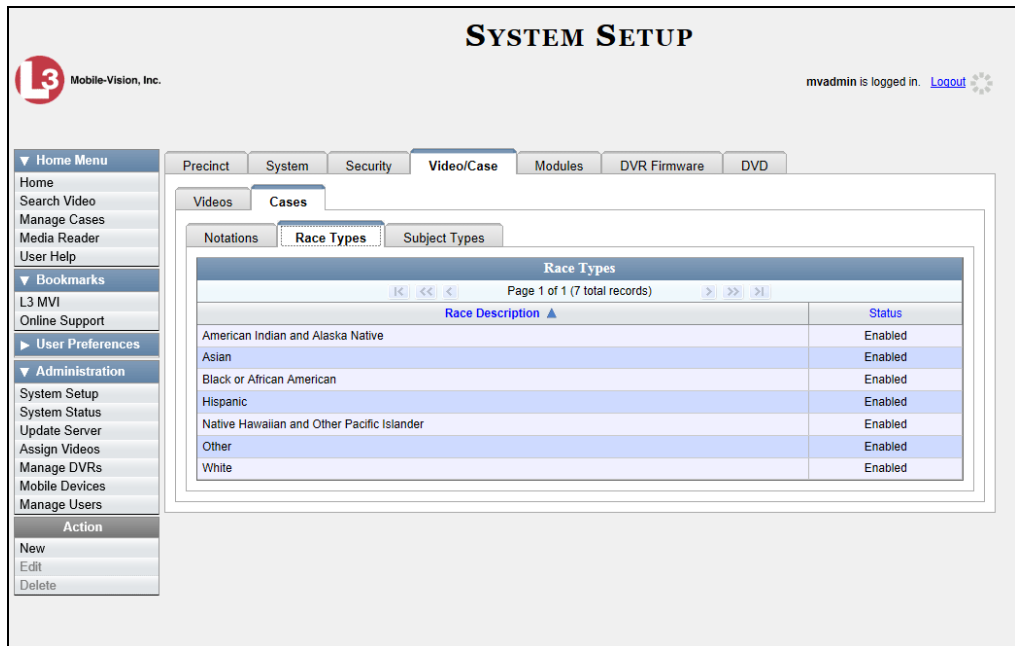 SYSTEM SETUP
L3 Mobile-Vision, Inc.
mvadmin is logged in. Logout
▼ Home Menu
Home
Search Video
Manage Cases
Media Reader
User Help
▼ Bookmarks
L3 MVI
Online Support
▶ User Preferences
▼ Administration
System Setup
System Status
Update Server
Assign Videos
Manage DVRs
Mobile Devices
Manage Users
Action
New
Edit
Delete
Precinct System Security Video/Case Modules DVR Firmware DVD
Videos Cases
Notations Race Types Subject Types
Race Types
Page 1 of 1 (7 total records)
Race Description ▲ Status
American Indian and Alaska Native Enabled
Asian Enabled
Black or African American Enabled
Hispanic Enabled
Native Hawaiian and Other Pacific Islander Enabled
Other Enabled
White Enabled